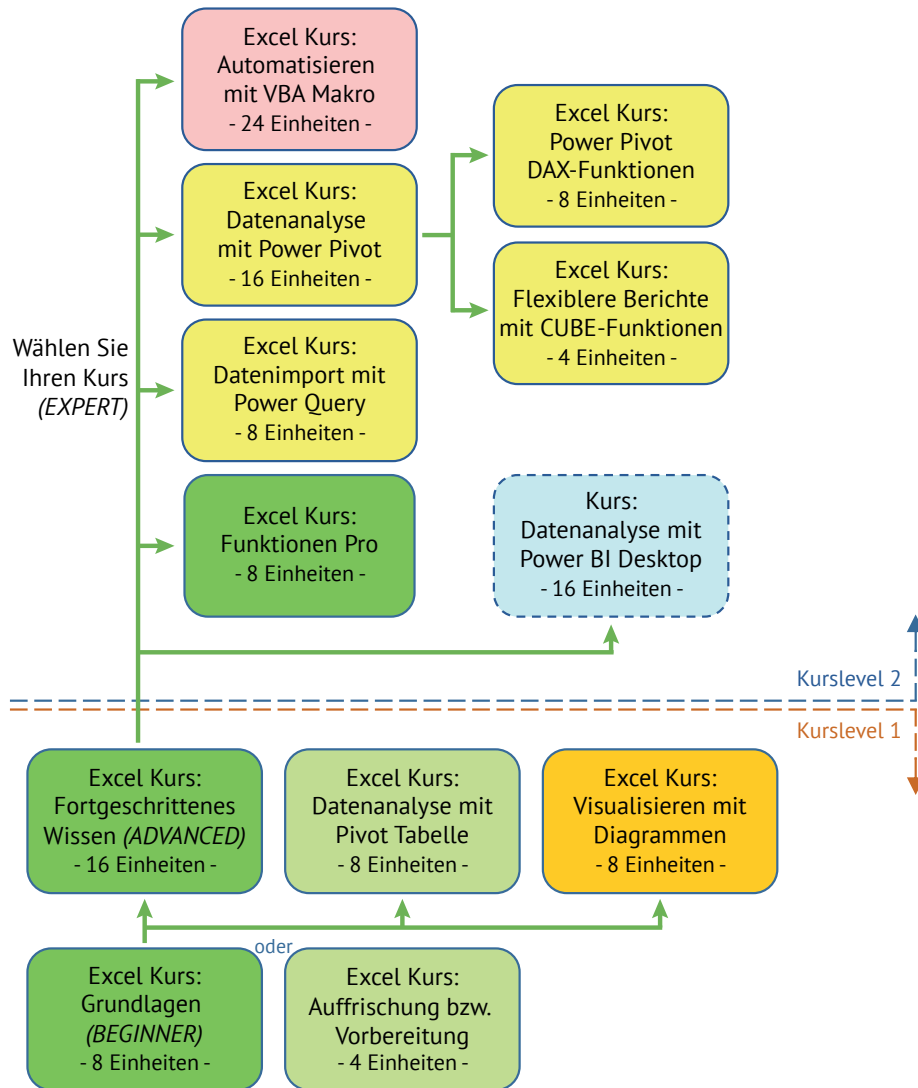 Excel Kurs:
Automatisieren
mit VBA Makro
- 24 Einheiten -
Excel Kurs:
Power Pivot
DAX-Funktionen
- 8 Einheiten -
Excel Kurs:
Datenanalyse
mit Power Pivot
- 16 Einheiten -
Excel Kurs:
Flexiblere Berichte
mit CUBE-Funktionen
- 4 Einheiten -
Wählen Sie
Ihren Kurs
(EXPERT)
Excel Kurs:
Datenimport mit
Power Query
- 8 Einheiten -
Excel Kurs:
Funktionen Pro
- 8 Einheiten -
Kurs:
Datenanalyse mit
Power BI Desktop
- 16 Einheiten -
Kurslevel 2
Kurslevel 1
Excel Kurs:
Fortgeschrittenes
Wissen (ADVANCED)
- 16 Einheiten -
Excel Kurs:
Datenanalyse mit
Pivot Tabelle
- 8 Einheiten -
Excel Kurs:
Visualisieren mit
Diagrammen
- 8 Einheiten -
oder
Excel Kurs:
Grundlagen
(BEGINNER)
- 8 Einheiten -
Excel Kurs:
Auffrischung bzw.
Vorbereitung
- 4 Einheiten -